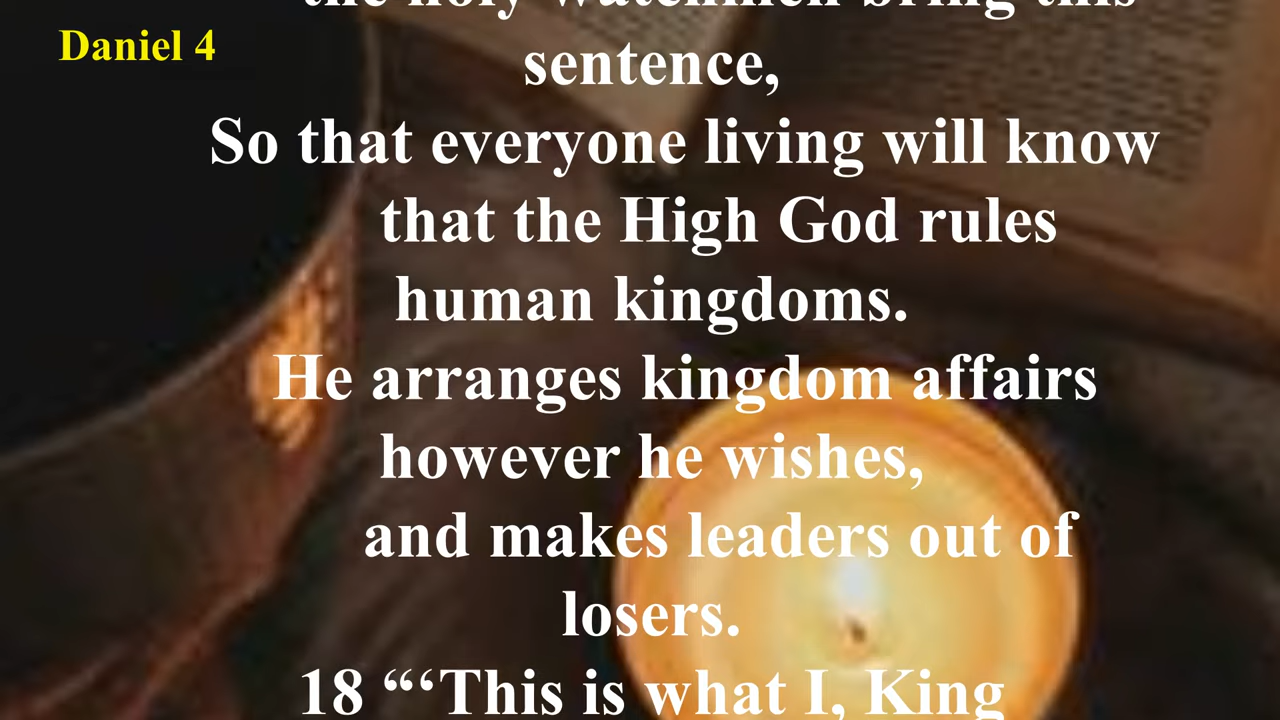 Daniel 4
the holy watchmen bring this
sentence,
So that everyone living will know
that the High God rules
human kingdoms.
He arranges kingdom affairs
however he wishes,
and makes leaders out of
losers.
18 “‘This is what I, King